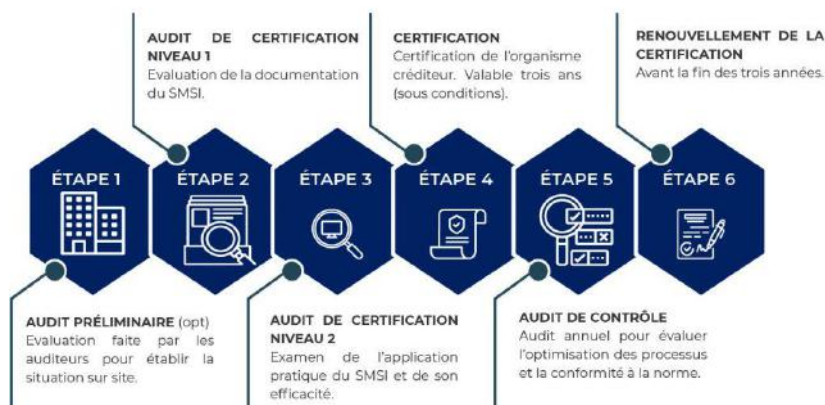 AUDIT DE CERTIFICATION
NIVEAU 1
Evaluation de la documentation
du SMSI.
CERTIFICATION
Certification de l'organisme
créditeur. Valable trois ans
(sous conditions).
RENOUVELLEMENT DE LA
CERTIFICATION
Avant la fin des trois années.
ÉTAPE 1
ÉTAPE 2
ÉTAPE 3
ÉTAPE 4
ÉTAPE 5
ÉTAPE 6
AUDIT PRÉLIMINAIRE (opt)
Evaluation faite par les
auditeurs pour établir la
situation sur site.
AUDIT DE CERTIFICATION
NIVEAU 2
Examen de l'application
pratique du SMSI et de son
efficacité.
AUDIT DE CONTRÔLE
Audit annuel pour évaluer
l'optimisation des processus
et la conformité à la norme.